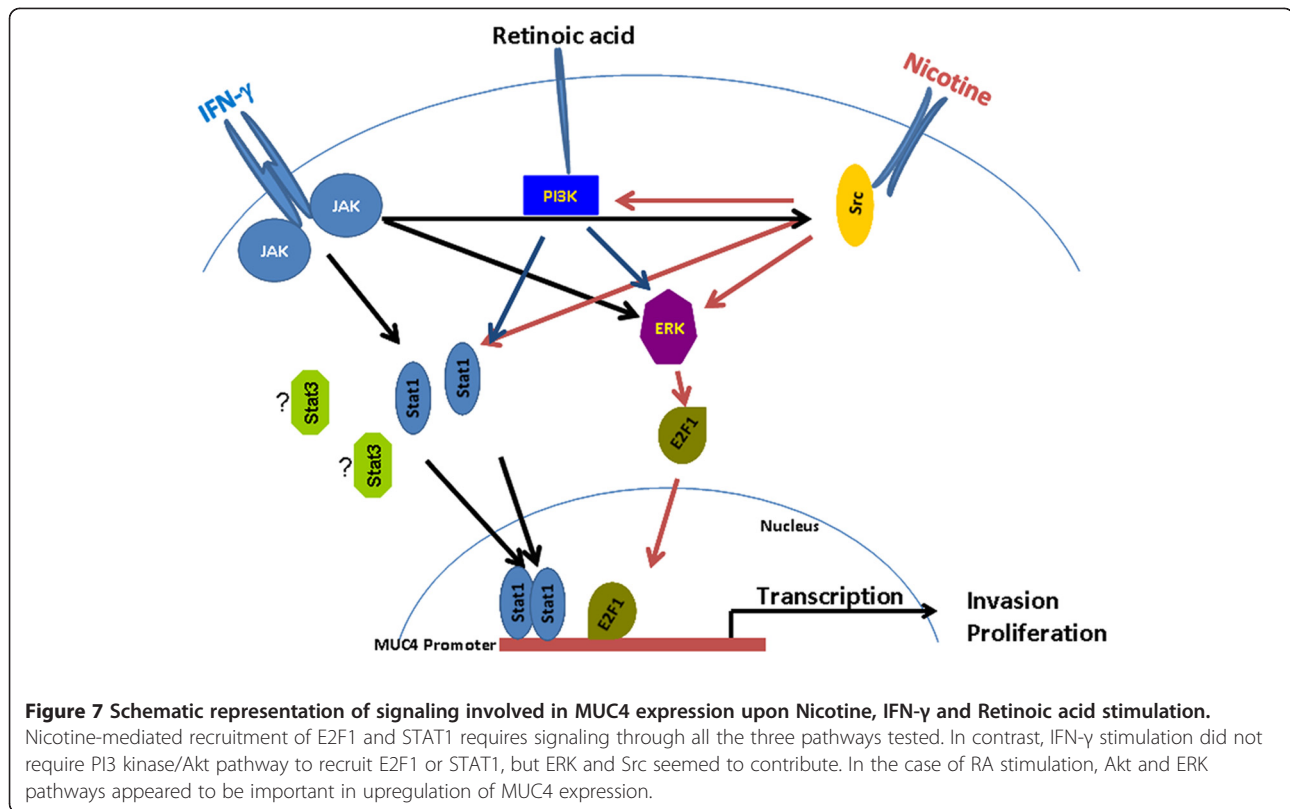 Retinoic acid
IFN-γ
Nicotine
JAK
JAK
PI3K
Src
ERK
Stat1
Stat1
? Stat3
? Stat3
E2F1
Nucleus
Stat1
Stat1
E2F1
Transcription
Invasion
Proliferation
MUC4 Promoter
Figure 7 Schematic representation of signaling involved in MUC4 expression upon Nicotine, IFN-γ and Retinoic acid stimulation.
Nicotine-mediated recruitment of E2F1 and STAT1 requires signaling through all the three pathways tested. In contrast, IFN-γ stimulation did not
require PI3 kinase/Akt pathway to recruit E2F1 or STAT1, but ERK and Src seemed to contribute. In the case of RA stimulation, Akt and ERK
pathways appeared to be important in upregulation of MUC4 expression.